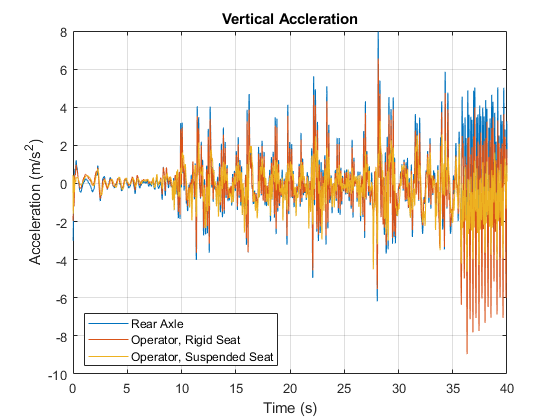 Vertical Accleration
8
6
4
2
0
-2
-4
-6
-8
-10
Acceleration (m/s²)
Rear Axle
Operator, Rigid Seat
Operator, Suspended Seat
0 5 10 15 20 25 30 35 40
Time (s)